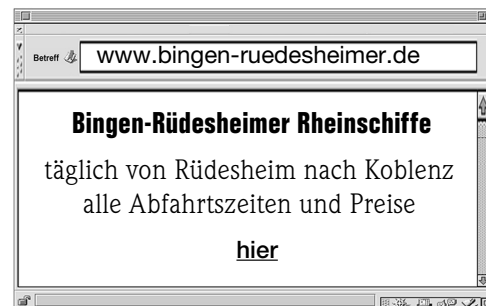 Betreff www.bingen-ruedesheimer.de
Bingen-Rüdesheimer Rheinschiffe
täglich von Rüdesheim nach Koblenz
alle Abfahrtszeiten und Preise
hier